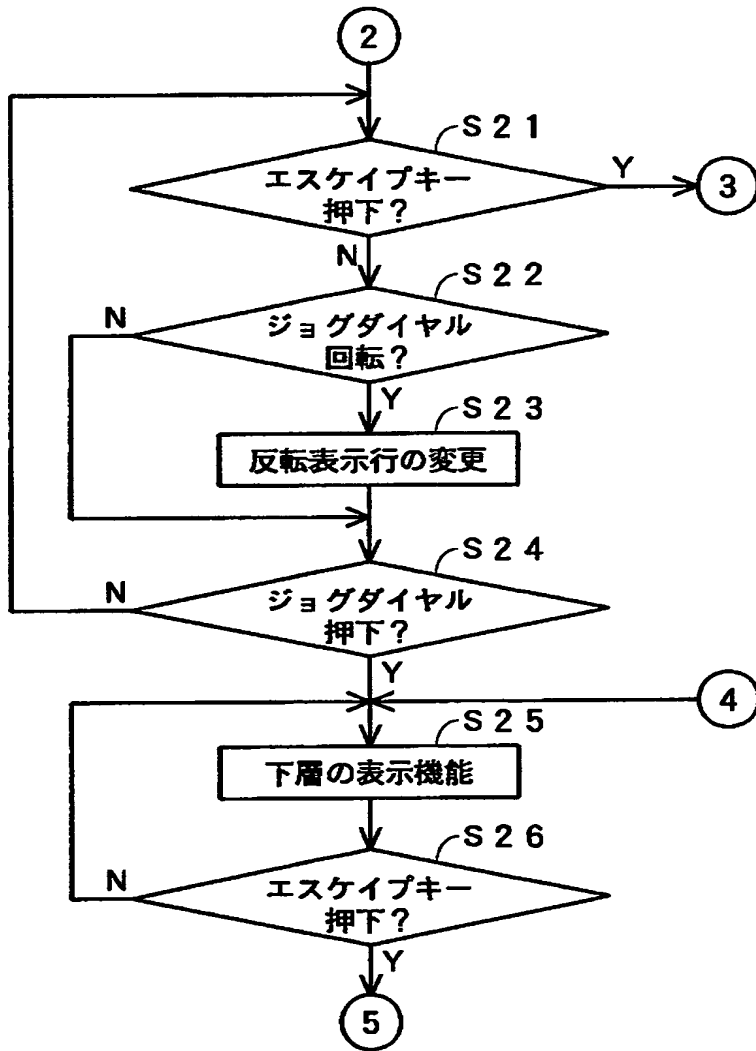 2
S21
エスケイプキー
押下?
Y
3
N
S22
N
ジョグダイヤル
回転?
Y
S23
反転表示行の変更
S24
N
ジョグダイヤル
押下?
Y
4
S25
下層の表示機能
S26
N
エスケイプキー
押下?
Y
5